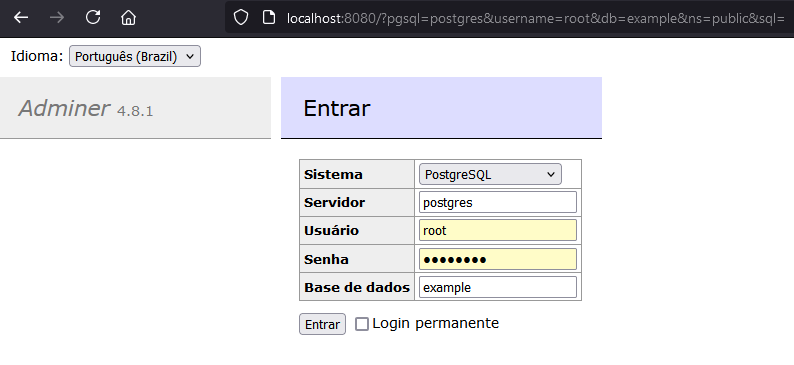 localhost:8080/?pgsql=postgres&username=root&db=example&ns=public&sql=
Idioma: Português (Brazil)
Adminer 4.8.1
Entrar
Sistema PostgreSQL
Servidor postgres
Usuário root
Senha ●●●●●●●●
Base de dados example
Entrar Login permanente